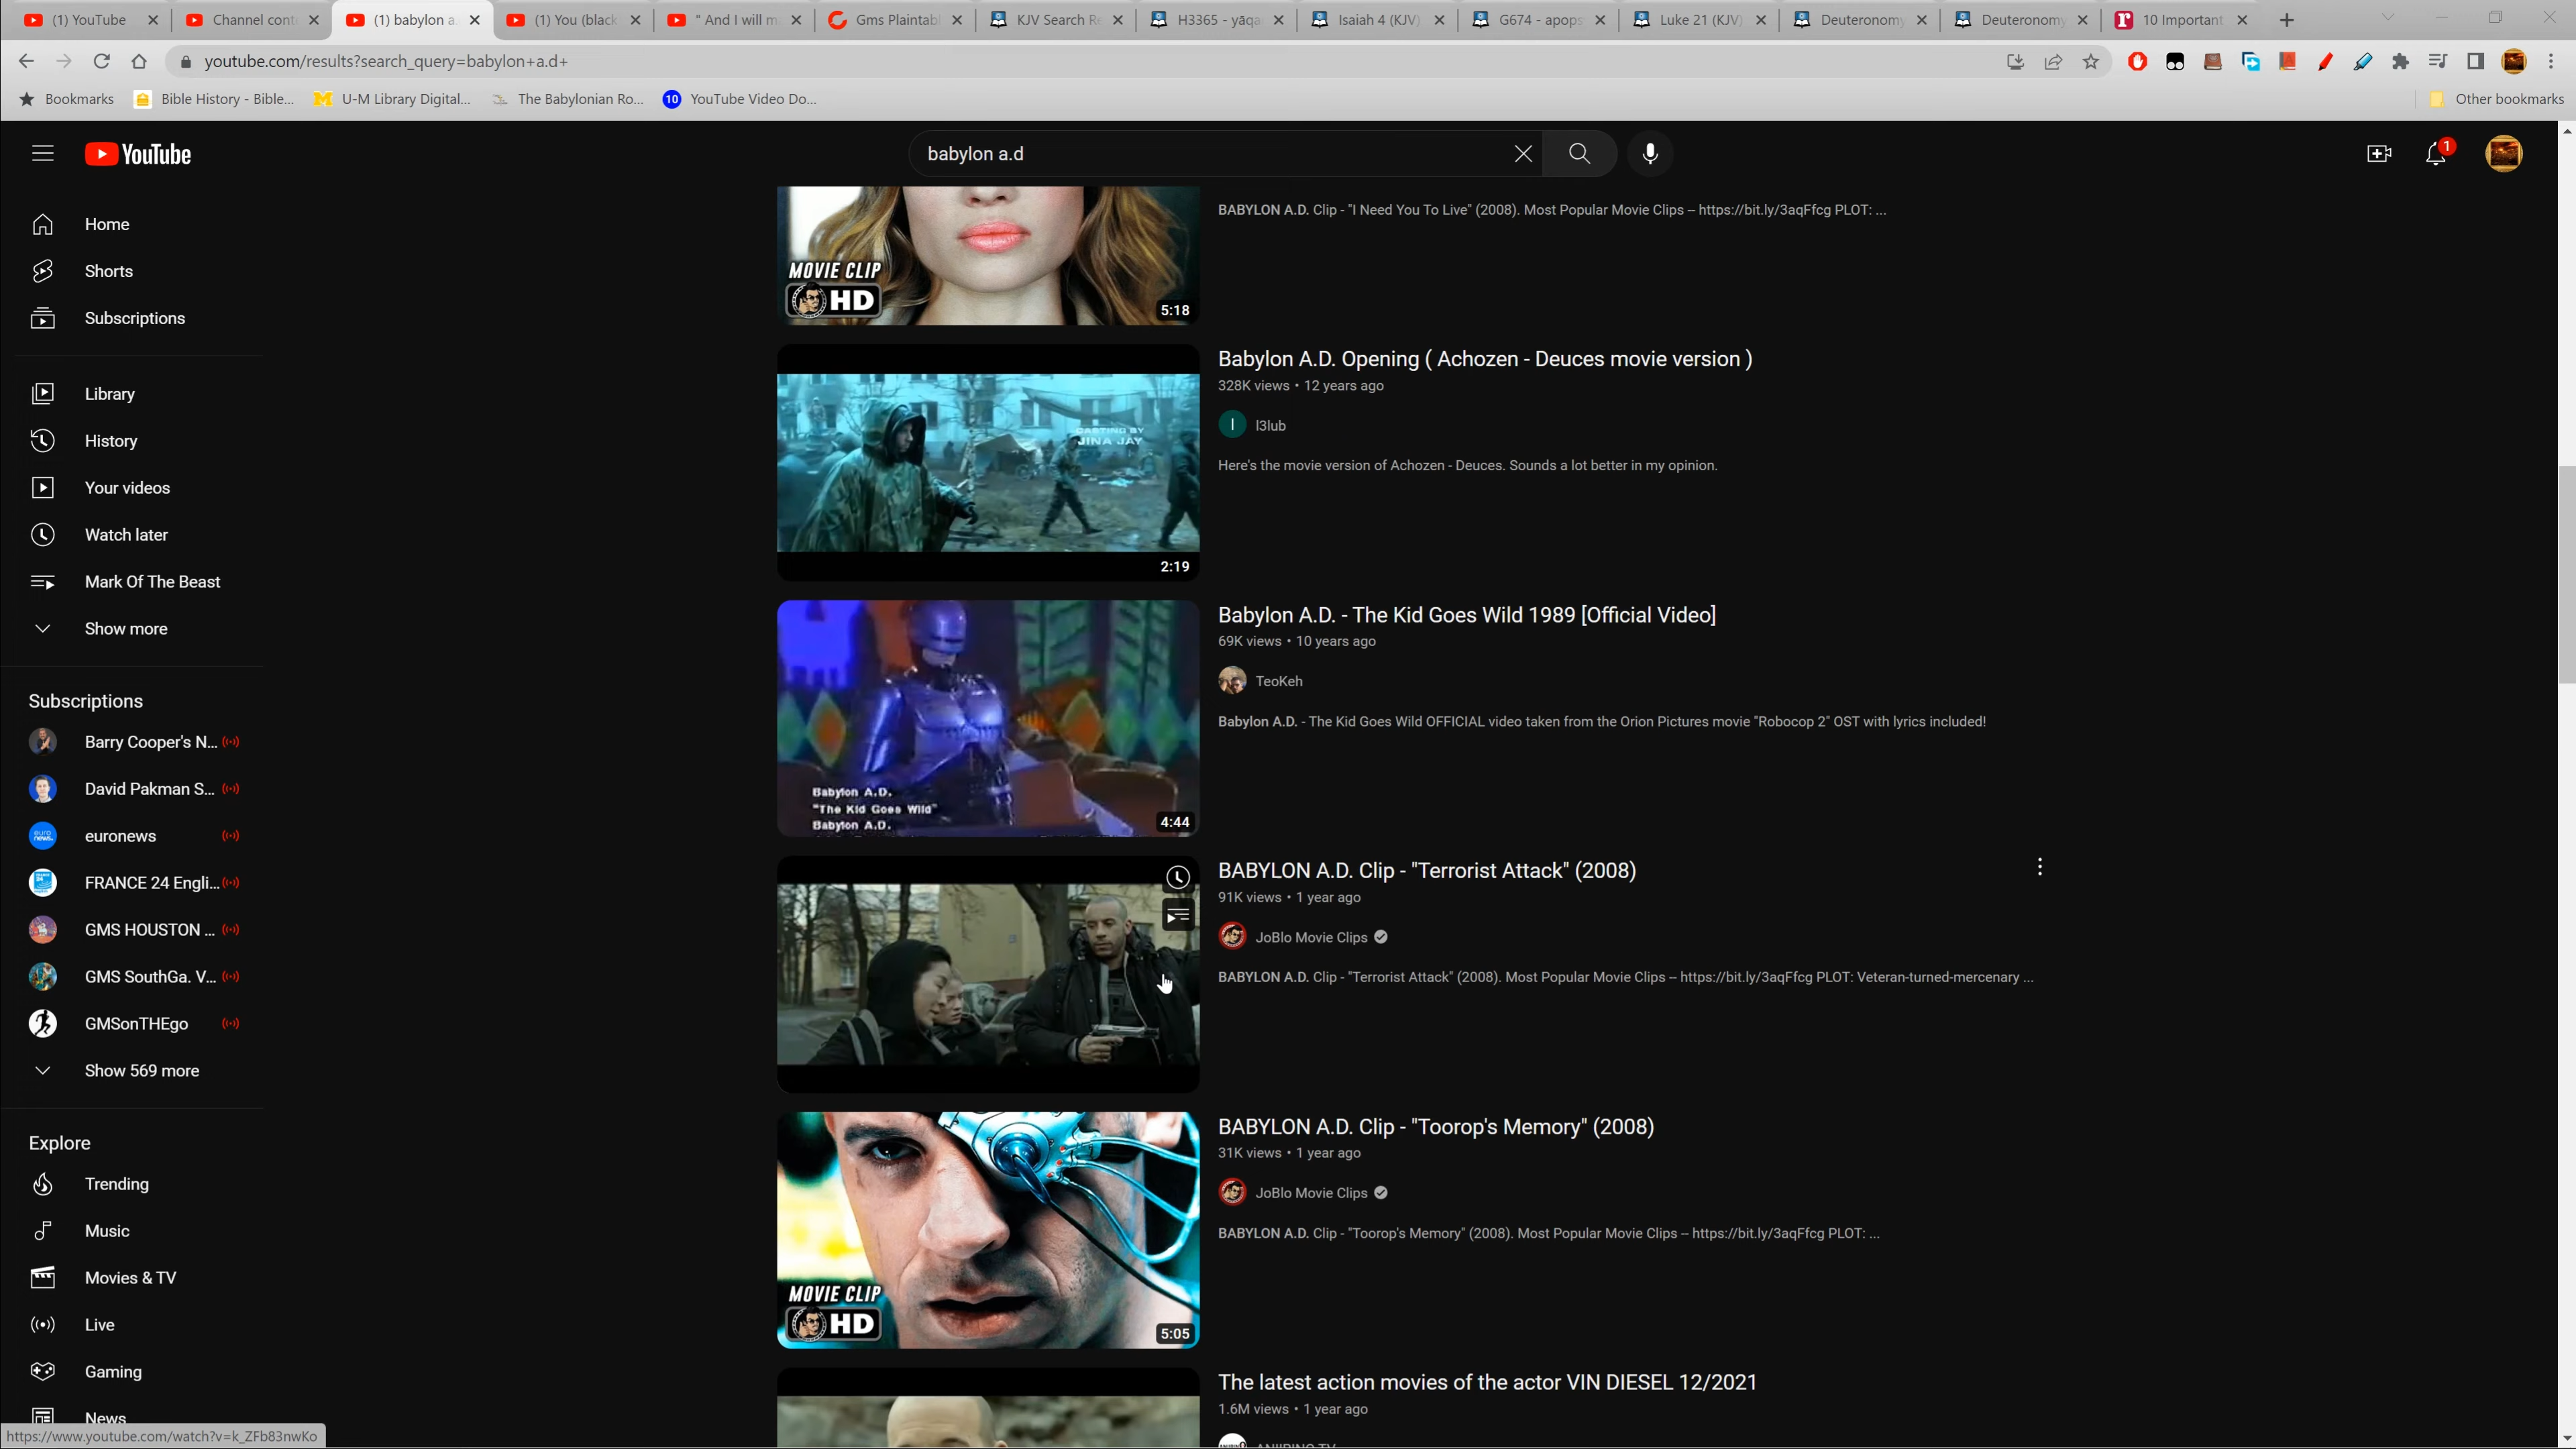 (1) YouTube
Channel cont
(1) babylon a.
(1) You (black
" And I will m
Gms Plaintab
KJV Search Re
H3365 - yāqa
Isaiah 4 (KJV)
G674 - apops
Luke 21 (KJV)
Deuteronomy
Deuteronomy
10 Important
youtube.com/results?search_query=babylon+a.d+
Bookmarks
Bible History - Bible...
U-M Library Digital...
The Babylonian Ro...
10
YouTube Video Do...
Other bookmarks
YouTube
babylon a.d
1
Home
Shorts
Subscriptions
Library
History
Your videos
Watch later
Mark Of The Beast
Show more
Subscriptions
Barry Cooper's N...
David Pakman S...
euronews
FRANCE 24 Engli...
GMS HOUSTON ...
GMS SouthGa. V...
GMSonTHEgo
Show 569 more
Explore
Trending
Music
Movies & TV
Live
Gaming
News
https://www.youtube.com/watch?v=k_ZFb83nwKo
MOVIE CLIP
HD
5:18
BABYLON A.D. Clip - "I Need You To Live" (2008). Most Popular Movie Clips -- https://bit.ly/3aqFfcg PLOT: ...
CASTING BY
JINA JAY
2:19
Babylon A.D. Opening ( Achozen - Deuces movie version )
328K views • 12 years ago
I
l3lub
Here's the movie version of Achozen - Deuces. Sounds a lot better in my opinion.
Babylon A.D.
"The Kid Goes Wild"
Babylon A.D.
4:44
Babylon A.D. - The Kid Goes Wild 1989 [Official Video]
69K views • 10 years ago
TeoKeh
Babylon A.D. - The Kid Goes Wild OFFICIAL video taken from the Orion Pictures movie "Robocop 2" OST with lyrics included!
BABYLON A.D. Clip - "Terrorist Attack" (2008)
91K views • 1 year ago
JoBlo Movie Clips
BABYLON A.D. Clip - "Terrorist Attack" (2008). Most Popular Movie Clips -- https://bit.ly/3aqFfcg PLOT: Veteran-turned-mercenary ...
MOVIE CLIP
HD
5:05
BABYLON A.D. Clip - "Toorop's Memory" (2008)
31K views • 1 year ago
JoBlo Movie Clips
BABYLON A.D. Clip - "Toorop's Memory" (2008). Most Popular Movie Clips -- https://bit.ly/3aqFfcg PLOT: ...
The latest action movies of the actor VIN DIESEL 12/2021
1.6M views • 1 year ago